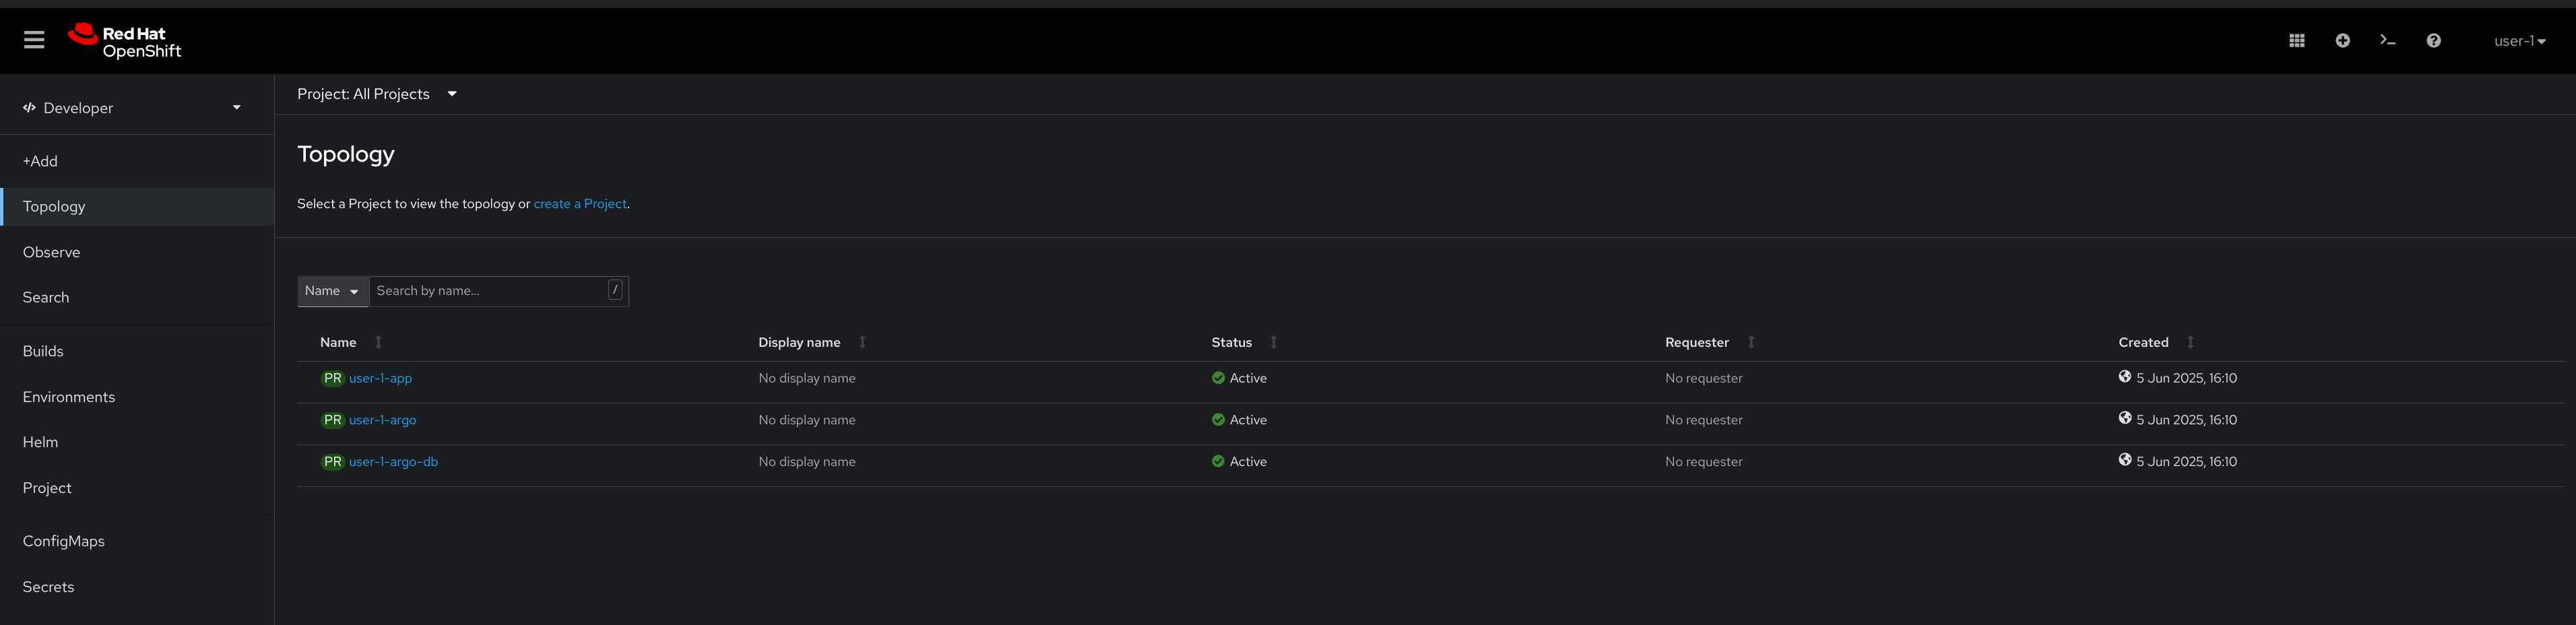 Red Hat
OpenShift
user-1
Developer
Project: All Projects
+Add
Topology
Observe
Search
Builds
Environments
Helm
Project
ConfigMaps
Secrets
Topology
Select a Project to view the topology or create a Project.
Name Search by name... /
Name Display name Status Requester Created
PR user-1-app No display name Active No requester 5 Jun 2025, 16:10
PR user-1-argo No display name Active No requester 5 Jun 2025, 16:10
PR user-1-argo-db No display name Active No requester 5 Jun 2025, 16:10